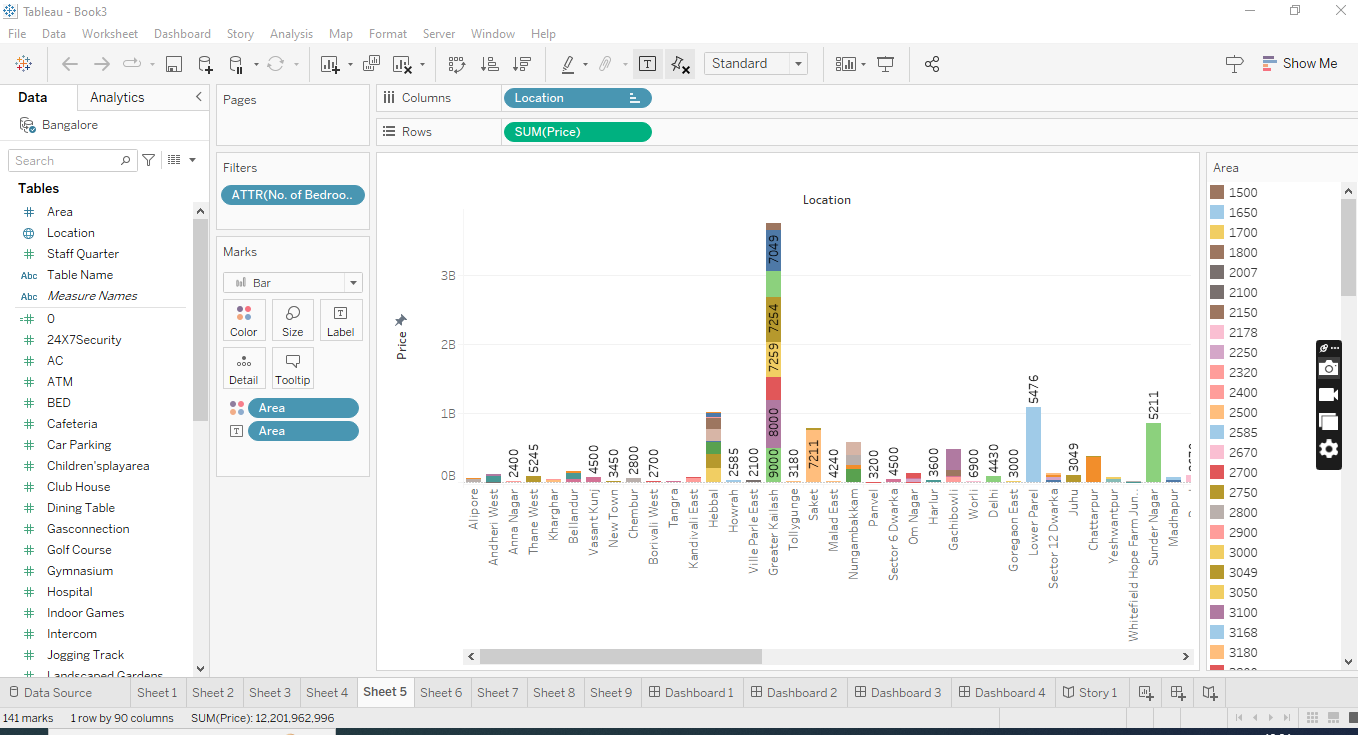 Tableau - Book3
File Data Worksheet Dashboard Story Analysis Map Format Server Window Help
Standard
Show Me
Data Analytics
Bangalore
Search
Tables
Area
Location
Staff Quarter
Abc Table Name
Abc Measure Names
0
24X7Security
AC
ATM
BED
Cafeteria
Car Parking
Children'splayarea
Club House
Dining Table
Gasconnection
Golf Course
Gymnasium
Hospital
Indoor Games
Intercom
Jogging Track
Landscaped Gardens
Pages
Filters
ATTR(No. of Bedroo..
Marks
Bar
Color Size Label
Detail Tooltip
Area
Area
Columns Location
Rows SUM(Price)
Location
Price
3B
2B
1B
0B
2400
5245
4500
3450
2800
2700
2585
2100
9000
8000
7259
7254
7049
3180
7211
4240
3200
4500
3600
6900
4430
3000
5476
3049
5211
Alipore
Andheri West
Anna Nagar
Thane West
Kharghar
Bellandur
Vasant Kunj
New Town
Chembur
Borivali West
Tangra
Kandivali East
Hebbal
Howrah
Ville Parle East
Greater Kailash
Tollygunge
Saket
Malad East
Nungambakkam
Panvel
Sector 6 Dwarka
Om Nagar
Harlur
Gachibowli
Worli
Delhi
Goregaon East
Lower Parel
Sector 12 Dwarka
Juhu
Chattarpur
Yeshwantpur
Whitefield Hope Farm Jun..
Sunder Nagar
Madhapur
Area
1500
1650
1700
1800
2007
2100
2150
2178
2250
2320
2400
2500
2585
2670
2700
2750
2800
2900
3000
3049
3050
3100
3168
3180
Data Source Sheet 1 Sheet 2 Sheet 3 Sheet 4 Sheet 5 Sheet 6 Sheet 7 Sheet 8 Sheet 9 Dashboard 1 Dashboard 2 Dashboard 3 Dashboard 4 Story 1
141 marks 1 row by 90 columns SUM(Price): 12,201,962,996